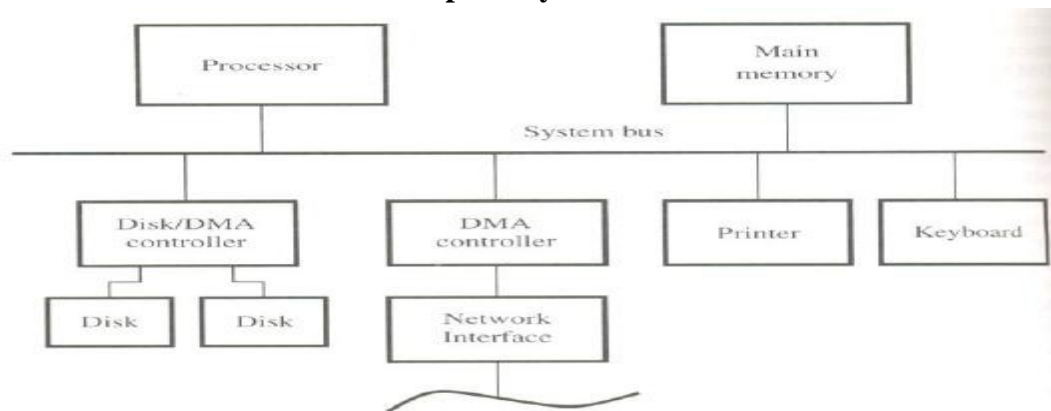 Processor
Main
memory
System bus
Disk/DMA
controller
DMA
controller
Printer
Keyboard
Disk
Disk
Network
Interface